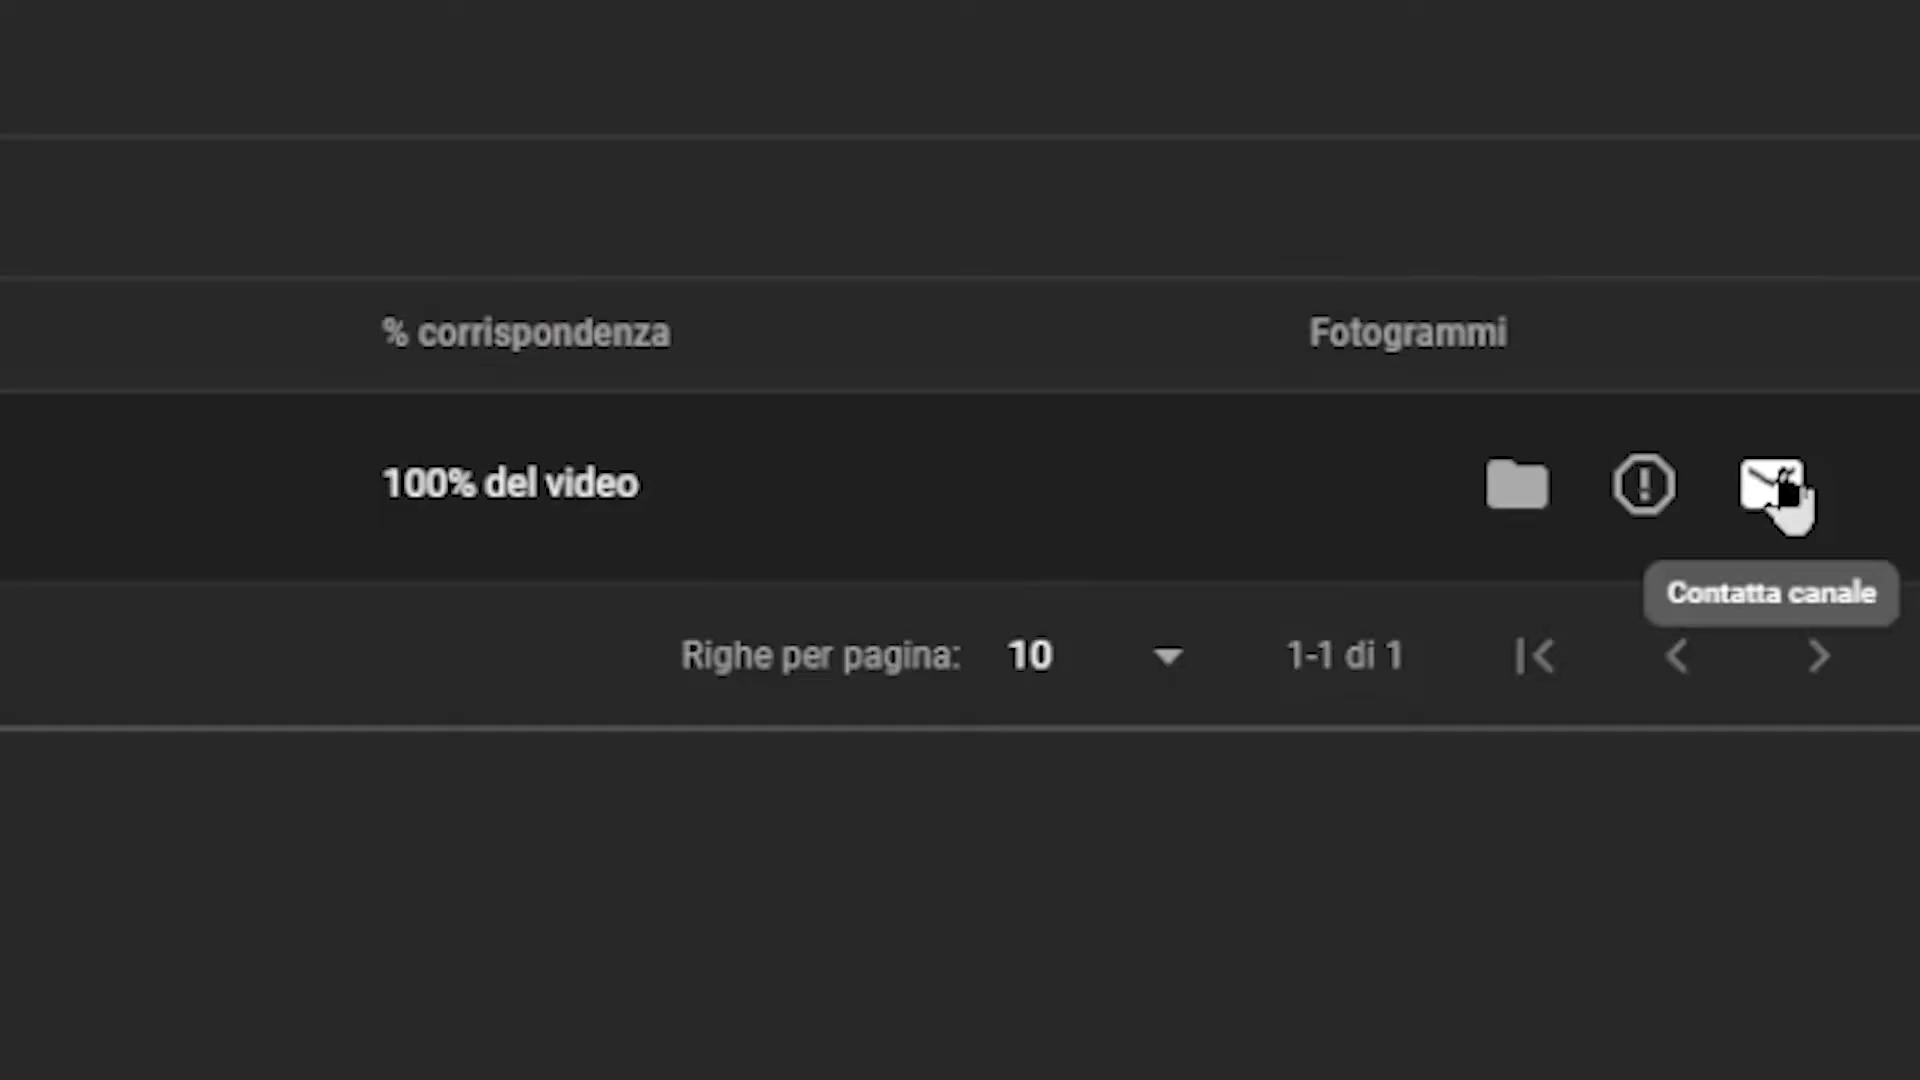 % corrispondenza
Fotogrammi
100% del video
Contatta canale
Righe per pagina: 10
1-1 di 1